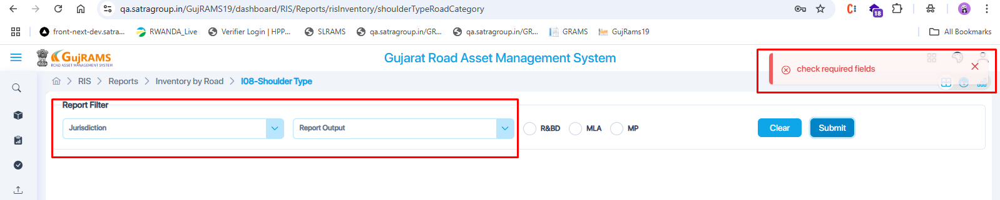 qa.satragroup.in/GujRAMS19/dashboard/RIS/Reports/risInventory/shoulderTypeRoadCategory
18
front-next-dev.satra...
RWANDA_Live
Verifier Login | HPP...
SLRAMS
qa.satragroup.in/GR...
qa.satragroup.in/GR...
GRAMS
GujRams19
All Bookmarks
GUJRAMS
ROAD ASSET MANAGEMENT SYSTEM
Gujarat Road Asset Management System
check required fields
RIS > Reports > Inventory by Road > I08-Shoulder Type
Report Filter
Jurisdiction
Report Output
R&BD
MLA
MP
Clear
Submit